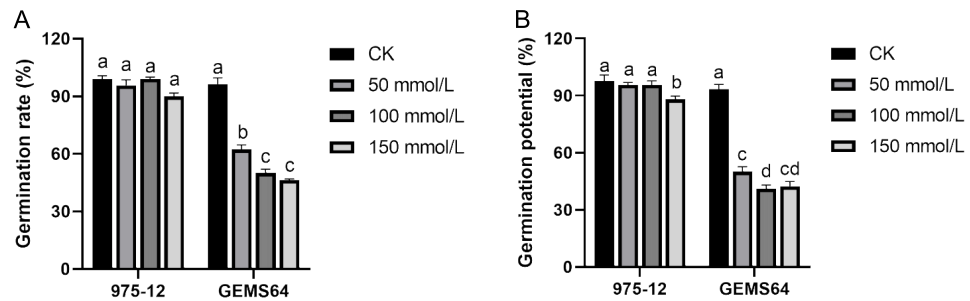 A
Germination rate (%)
120
90
60
30
0
a a a a a b c c
975-12 GEMS64
CK
50 mmol/L
100 mmol/L
150 mmol/L
B
Germination potential (%)
120
90
60
30
0
a a a b a c d cd
975-12 GEMS64
CK
50 mmol/L
100 mmol/L
150 mmol/L